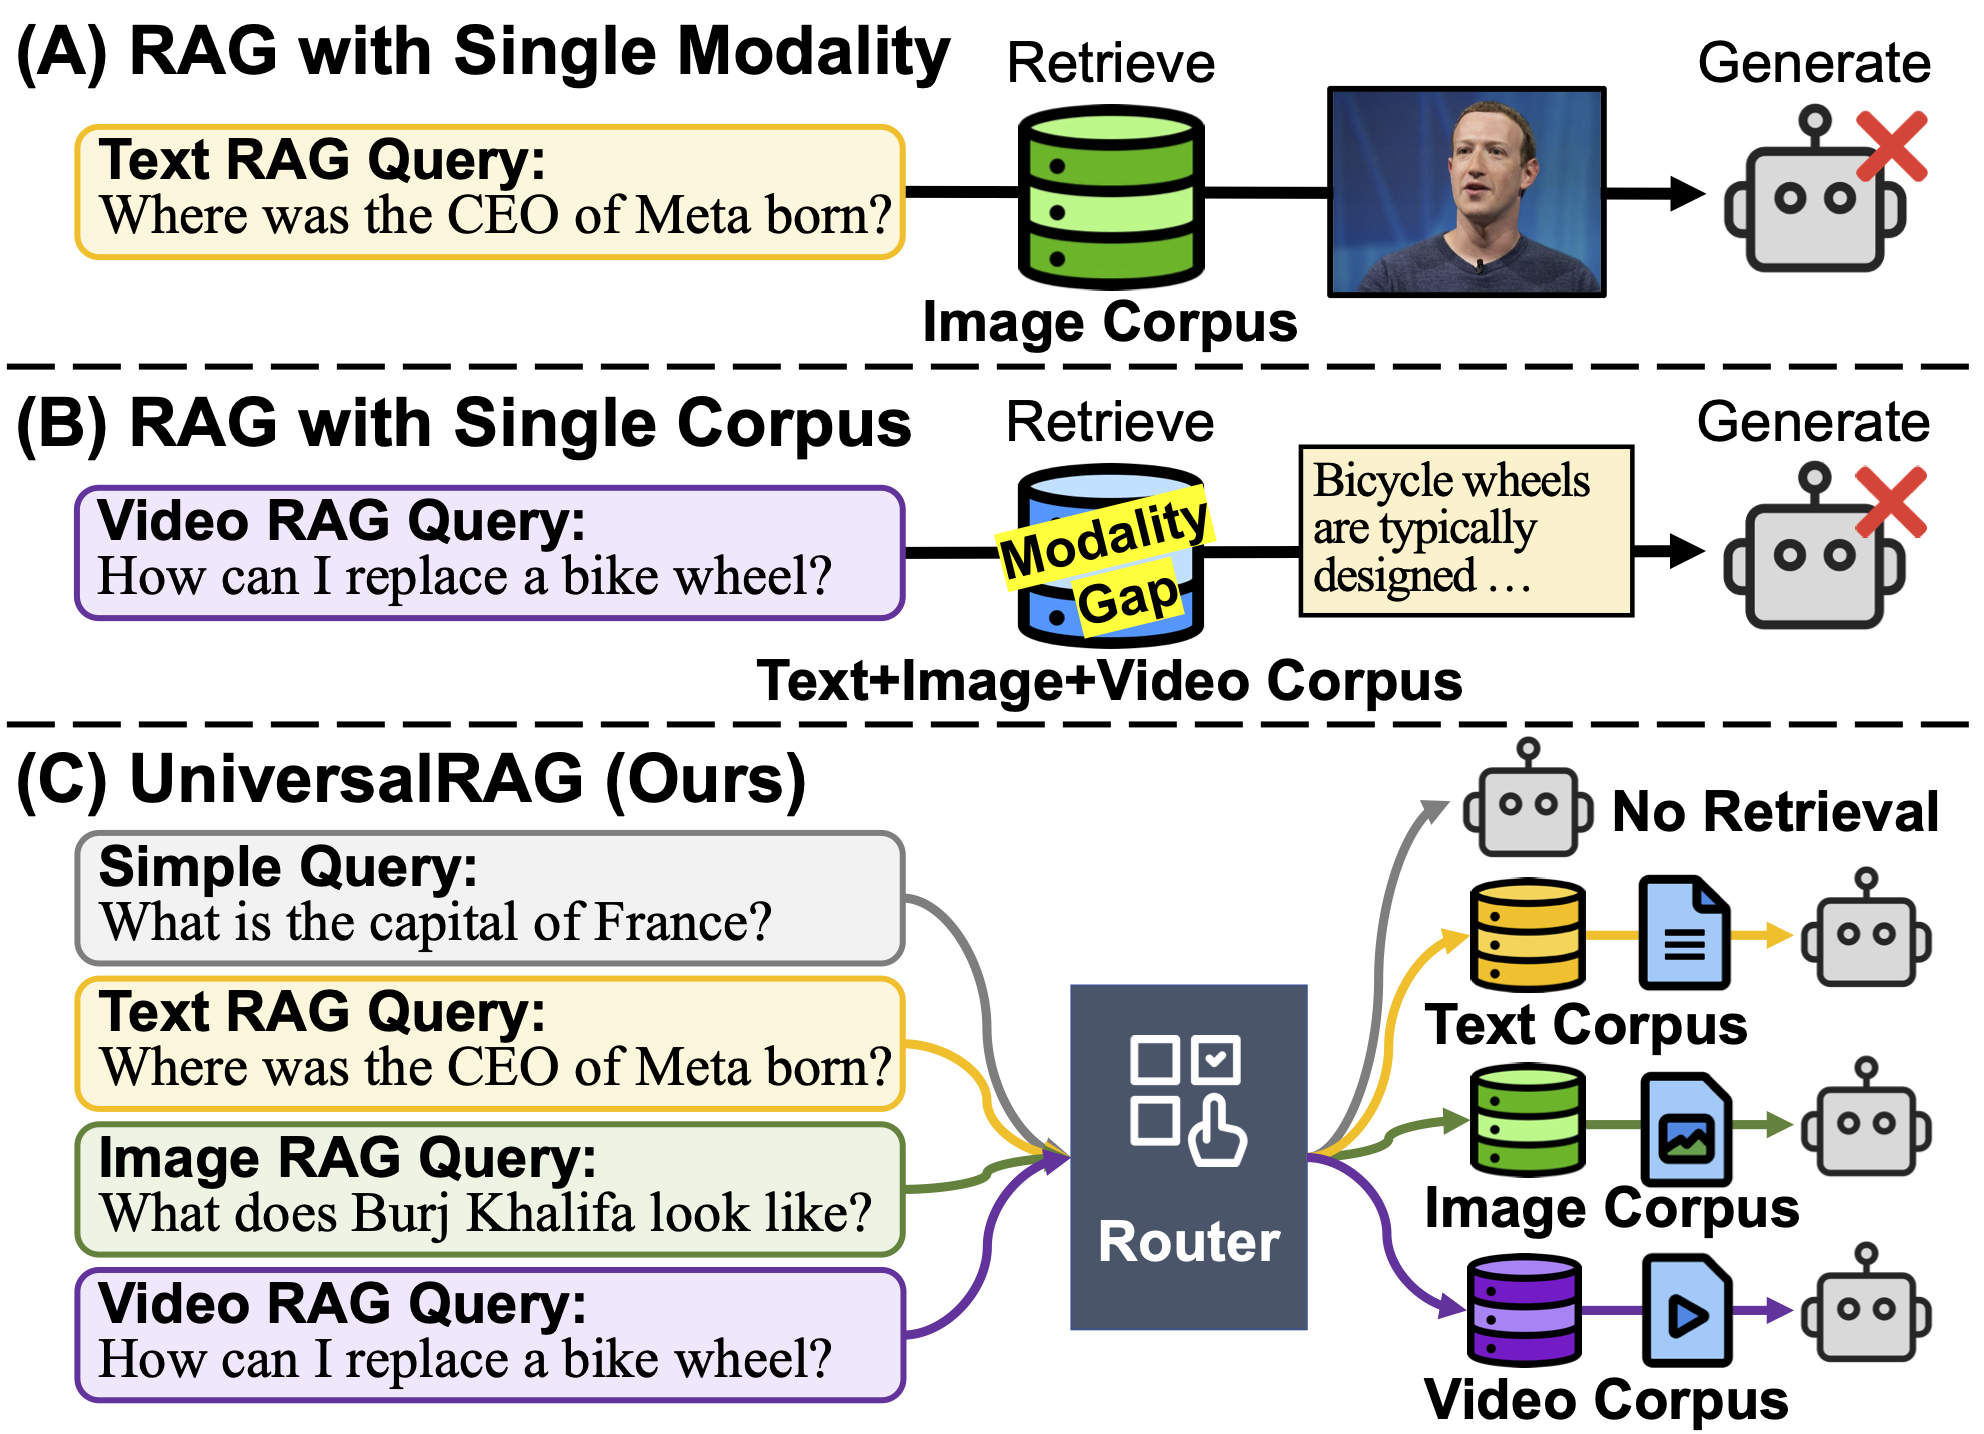 (A) RAG with Single Modality
Retrieve
Generate
Text RAG Query:
Where was the CEO of Meta born?
Image Corpus
(B) RAG with Single Corpus
Retrieve
Generate
Video RAG Query:
How can I replace a bike wheel?
Modality
Gap
Bicycle wheels
are typically
designed …
Text+Image+Video Corpus
(C) UniversalRAG (Ours)
Simple Query:
What is the capital of France?
Text RAG Query:
Where was the CEO of Meta born?
Image RAG Query:
What does Burj Khalifa look like?
Video RAG Query:
How can I replace a bike wheel?
Router
No Retrieval
Text Corpus
Image Corpus
Video Corpus